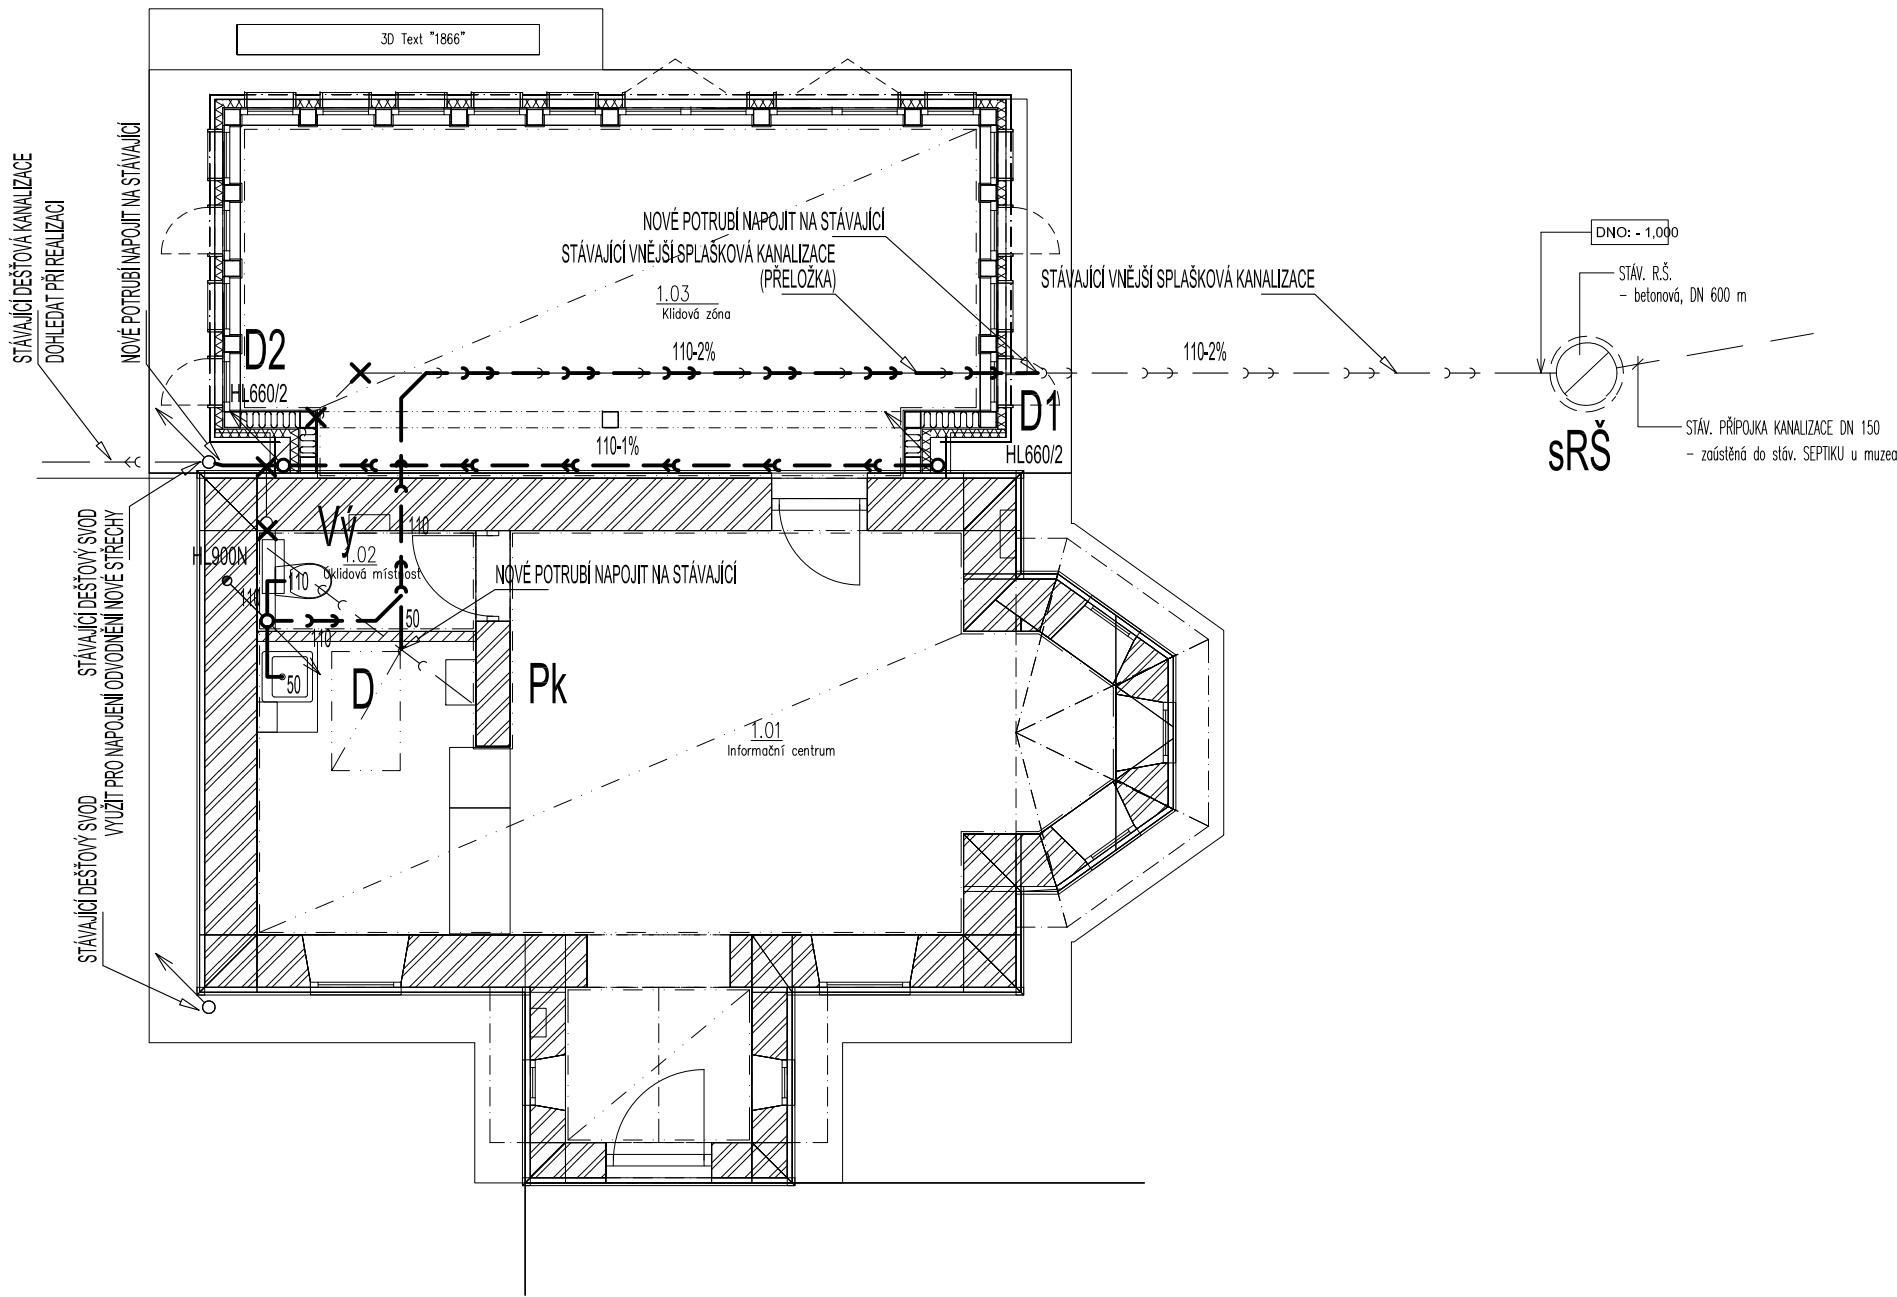 3D Text "1866"
STÁVAJÍCÍ DEŠŤOVÁ KANALIZACE
DOHLEDAT PŘI REALIZACI
NOVÉ POTRUBÍ NAPOJIT NA STÁVAJÍCÍ
NOVÉ POTRUBÍ NAPOJIT NA STÁVAJÍCÍ
STÁVAJÍCÍ VNĚJŠÍ SPLAŠKOVÁ KANALIZACE
(PŘELOŽKA)
1.03
Klidová zóna
STÁVAJÍCÍ VNĚJŠÍ SPLAŠKOVÁ KANALIZACE
DNO: - 1,000
STÁV. R.Š.
- betonová, DN 600 m
D2
HL660/2
110-2%
110-2%
D1
HL660/2
110-1%
sRŠ
STÁV. PŘÍPOJKA KANALIZACE DN 150
- zaústěná do stáv. SEPTIKU u muzea
STÁVAJÍCÍ DEŠŤOVÝ SVOD
VYUŽÍT PRO NAPOJENÍ ODVODNĚNÍ NOVÉ STŘECHY
Vý
110
HL900N
1.02
Úklidová místnost
NOVÉ POTRUBÍ NAPOJIT NA STÁVAJÍCÍ
110
110
50
110
50
D
Pk
1.01
Informační centrum
STÁVAJÍCÍ DEŠŤOVÝ SVOD